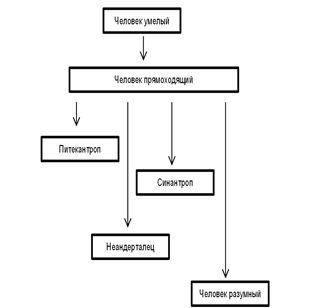 Человек умелый
Человек прямоходящий
Питекантроп
Синантроп
Неандерталец
Человек разумный